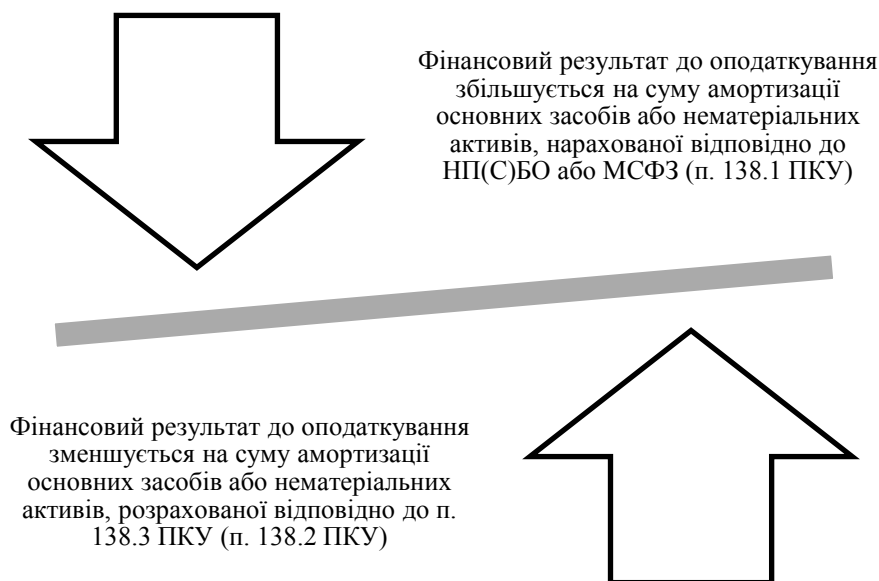 Фінансовий результат до оподаткування
збільшується на суму амортизації
основних засобів або нематеріальних
активів, нарахованої відповідно до
НП(С)БО або МСФЗ (п. 138.1 ПКУ)
Фінансовий результат до оподаткування
зменшується на суму амортизації
основних засобів або нематеріальних
активів, розрахованої відповідно до п.
138.3 ПКУ (п. 138.2 ПКУ)